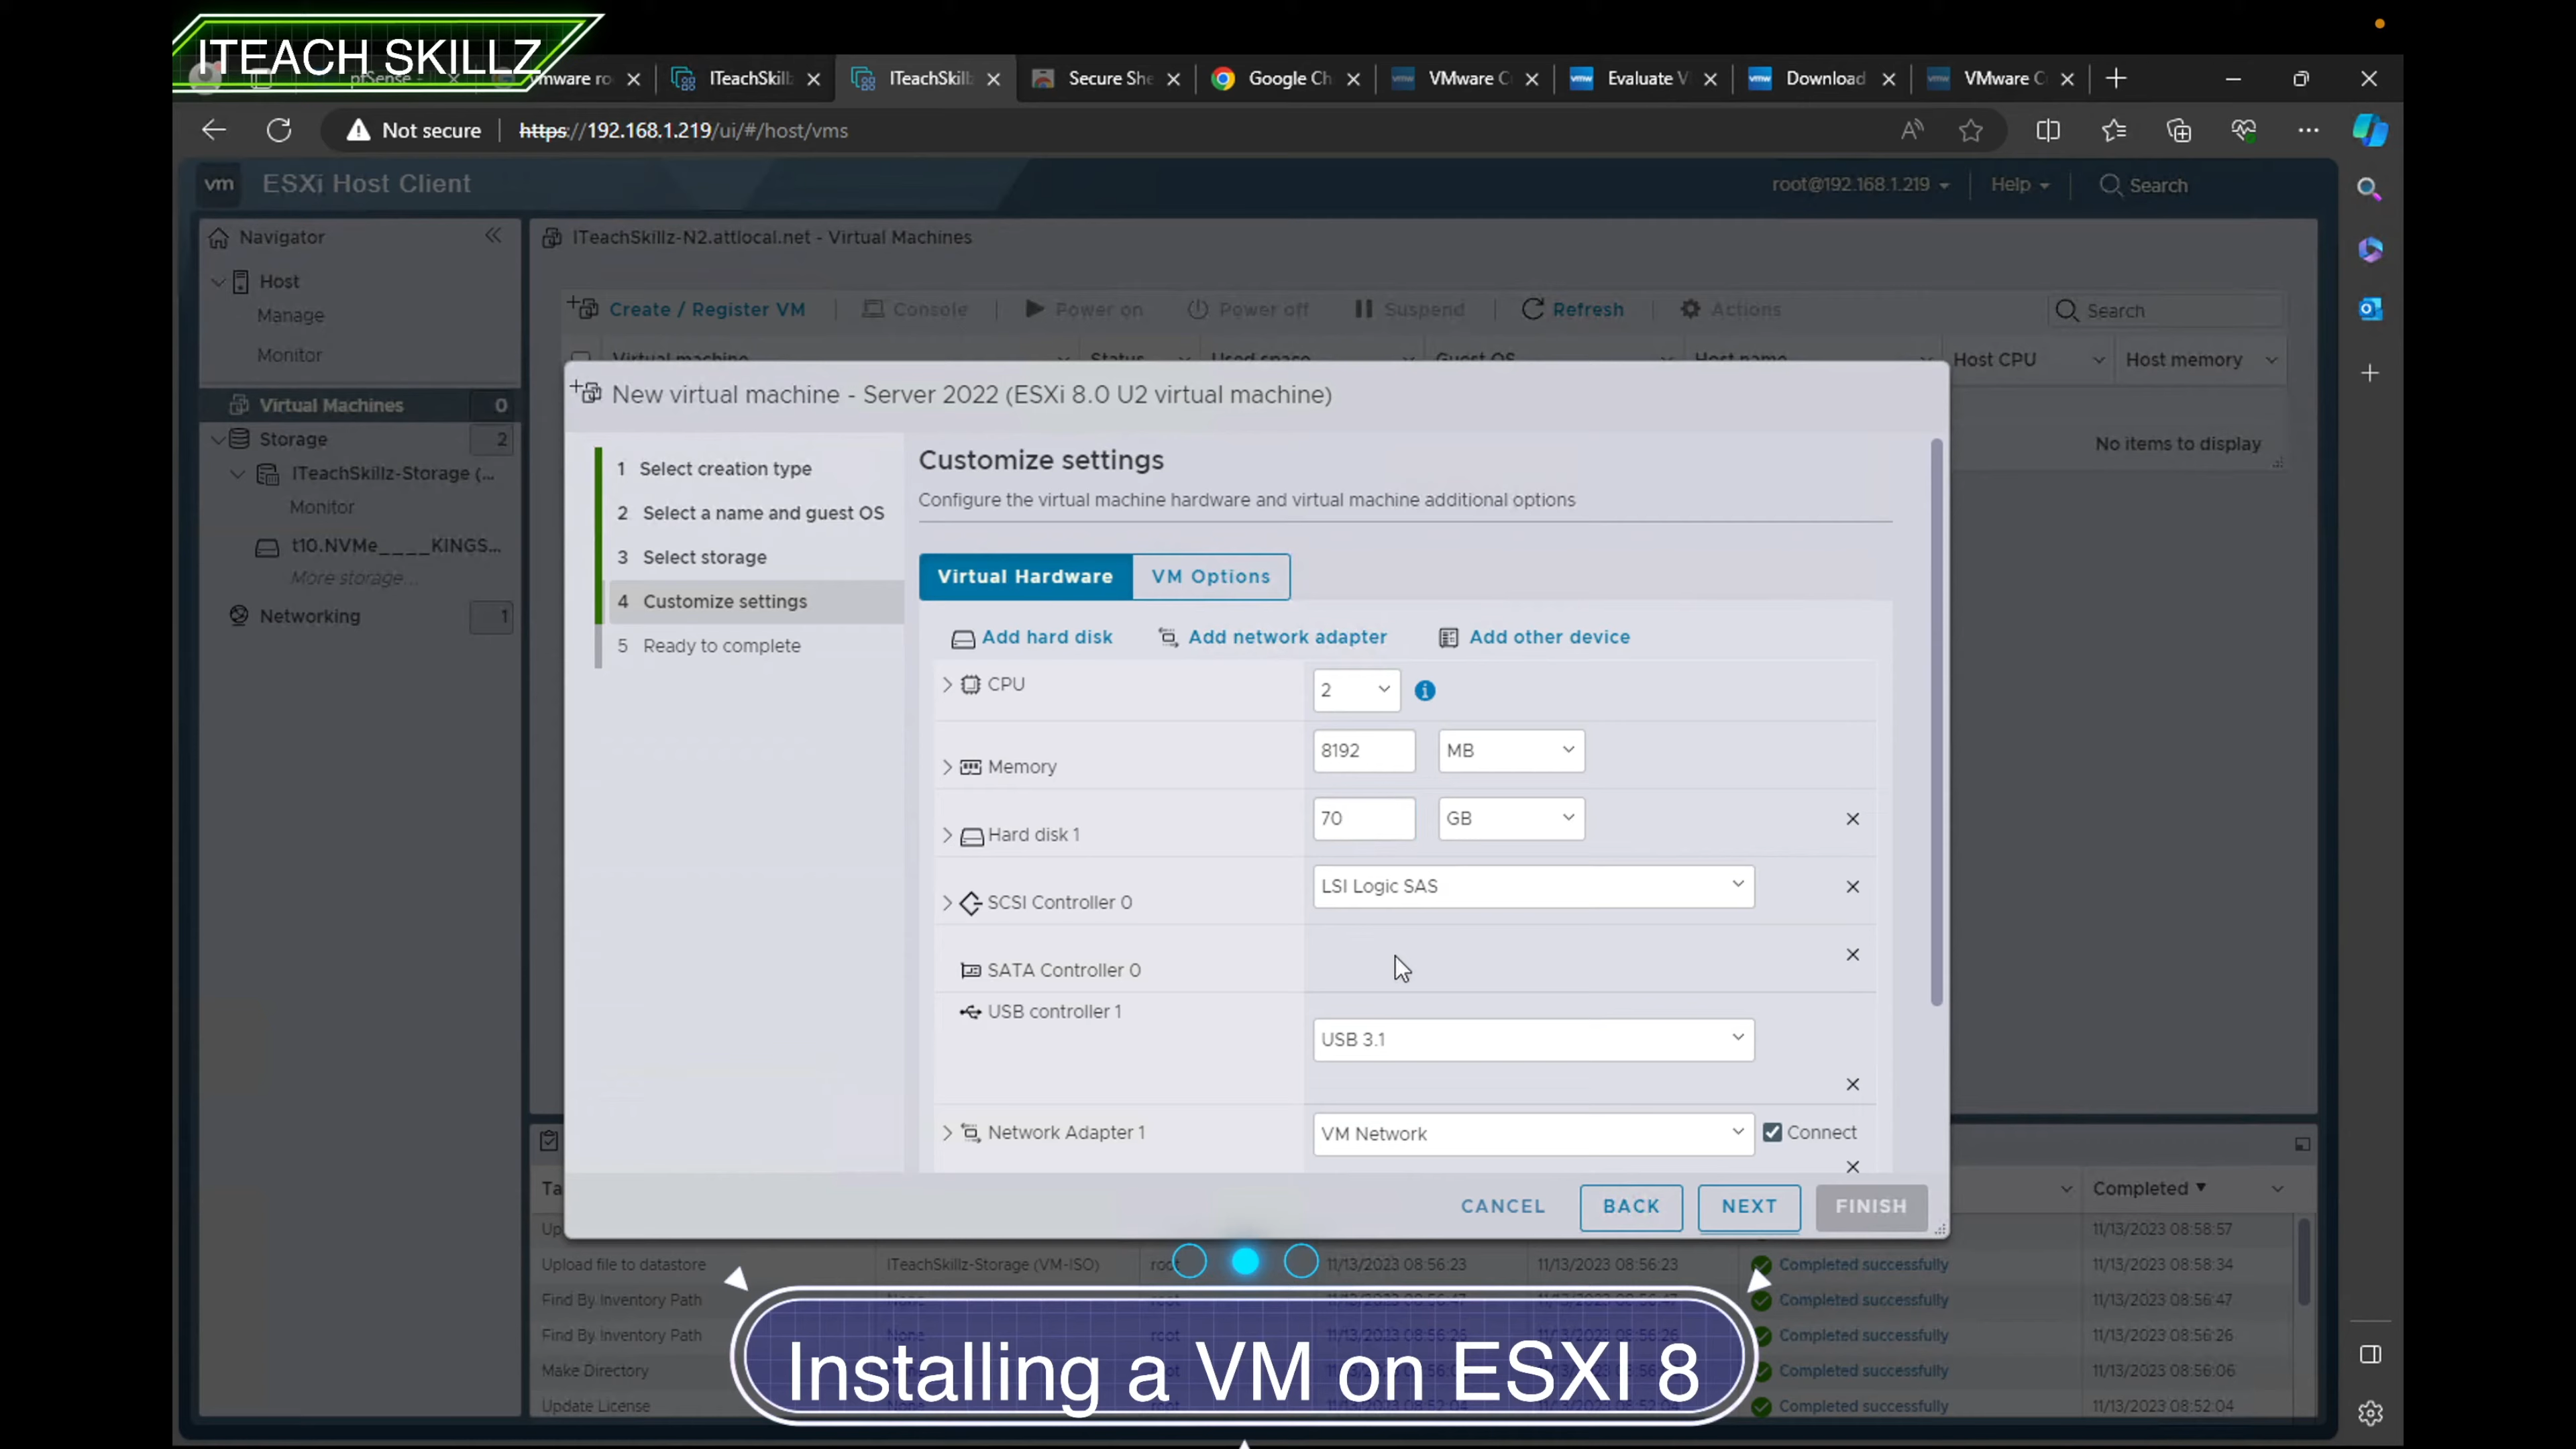 ITEACH SKILLZ
ITeachSkill
ITeachSkill
Secure She
Google Ch
VMware C
Evaluate V
Download
VMware C
Not secure
https://192.168.1.219/ui/#/host/vms
vm ESXi Host Client
root@192.168.1.219
Help
Search
Navigator
ITeachSkillz-N2.attlocal.net - Virtual Machines
Host
Manage
Monitor
Virtual Machines 0
Storage 2
ITeachSkillz-Storage (...
Monitor
t10.NVMe____KINGS...
More storage...
Networking 1
Create / Register VM
Console
Power on
Power off
Suspend
Refresh
Actions
Search
Virtual machine
Status
Used space
Guest OS
Host name
Host CPU
Host memory
No items to display
New virtual machine - Server 2022 (ESXi 8.0 U2 virtual machine)
1 Select creation type
2 Select a name and guest OS
3 Select storage
4 Customize settings
5 Ready to complete
Customize settings
Configure the virtual machine hardware and virtual machine additional options
Virtual Hardware
VM Options
Add hard disk
Add network adapter
Add other device
CPU 2
Memory 8192 MB
Hard disk 1 70 GB
SCSI Controller 0 LSI Logic SAS
SATA Controller 0
USB controller 1
USB 3.1
Network Adapter 1 VM Network Connect
CANCEL
BACK
NEXT
FINISH
Completed
11/13/2023 08:58:57
Upload file to datastore ITeachSkillz-Storage (VM-ISO) 11/13/2023 08:56:23 11/13/2023 08:56:23 Completed successfully 11/13/2023 08:58:34
Find By. Inventory Path Completed successfully 11/13/2023 08:56:47
Find By. Inventory Path Completed successfully 11/13/2023 08:56:26
Make Directory Completed successfully 11/13/2023 08:56:06
Update License Completed successfully 11/13/2023 08:52:04
Installing a VM on ESXI 8